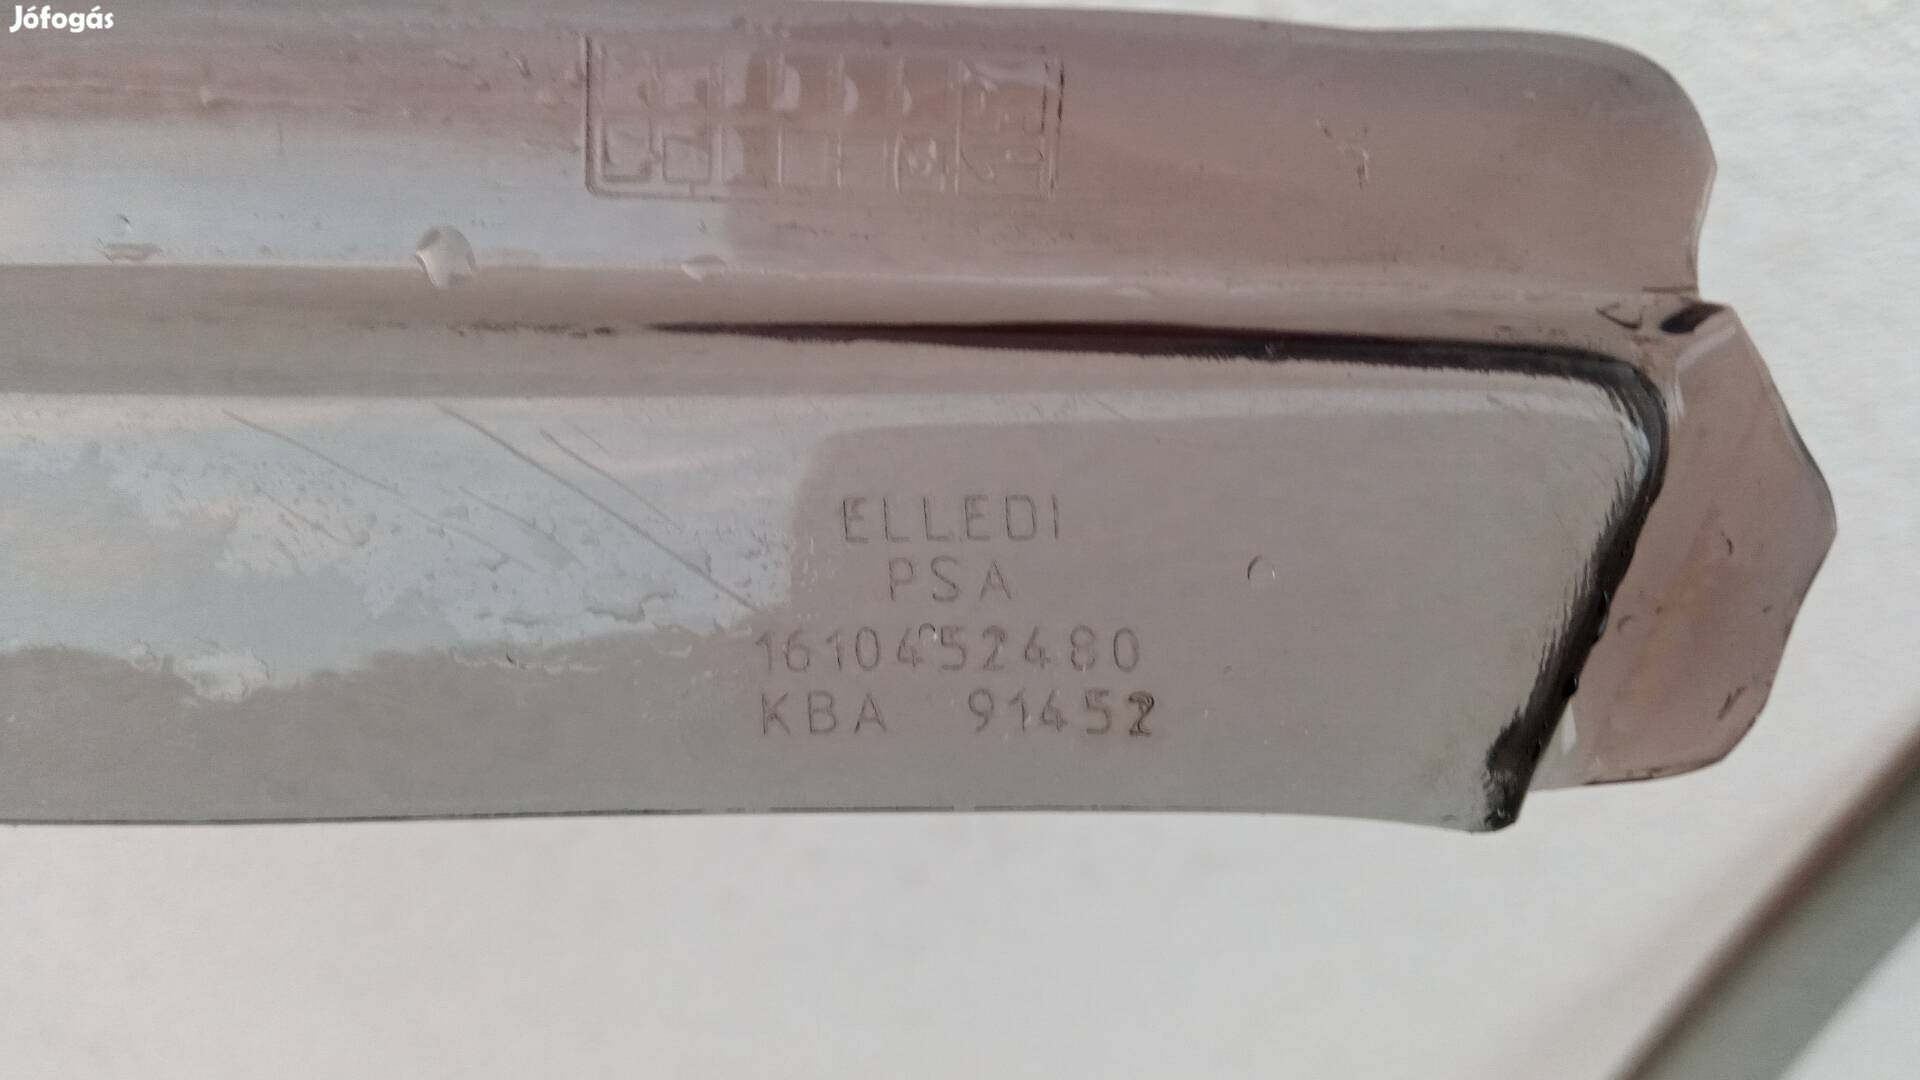 Jófogás
ELLEDI
PSA
1610452480
KBA 91452